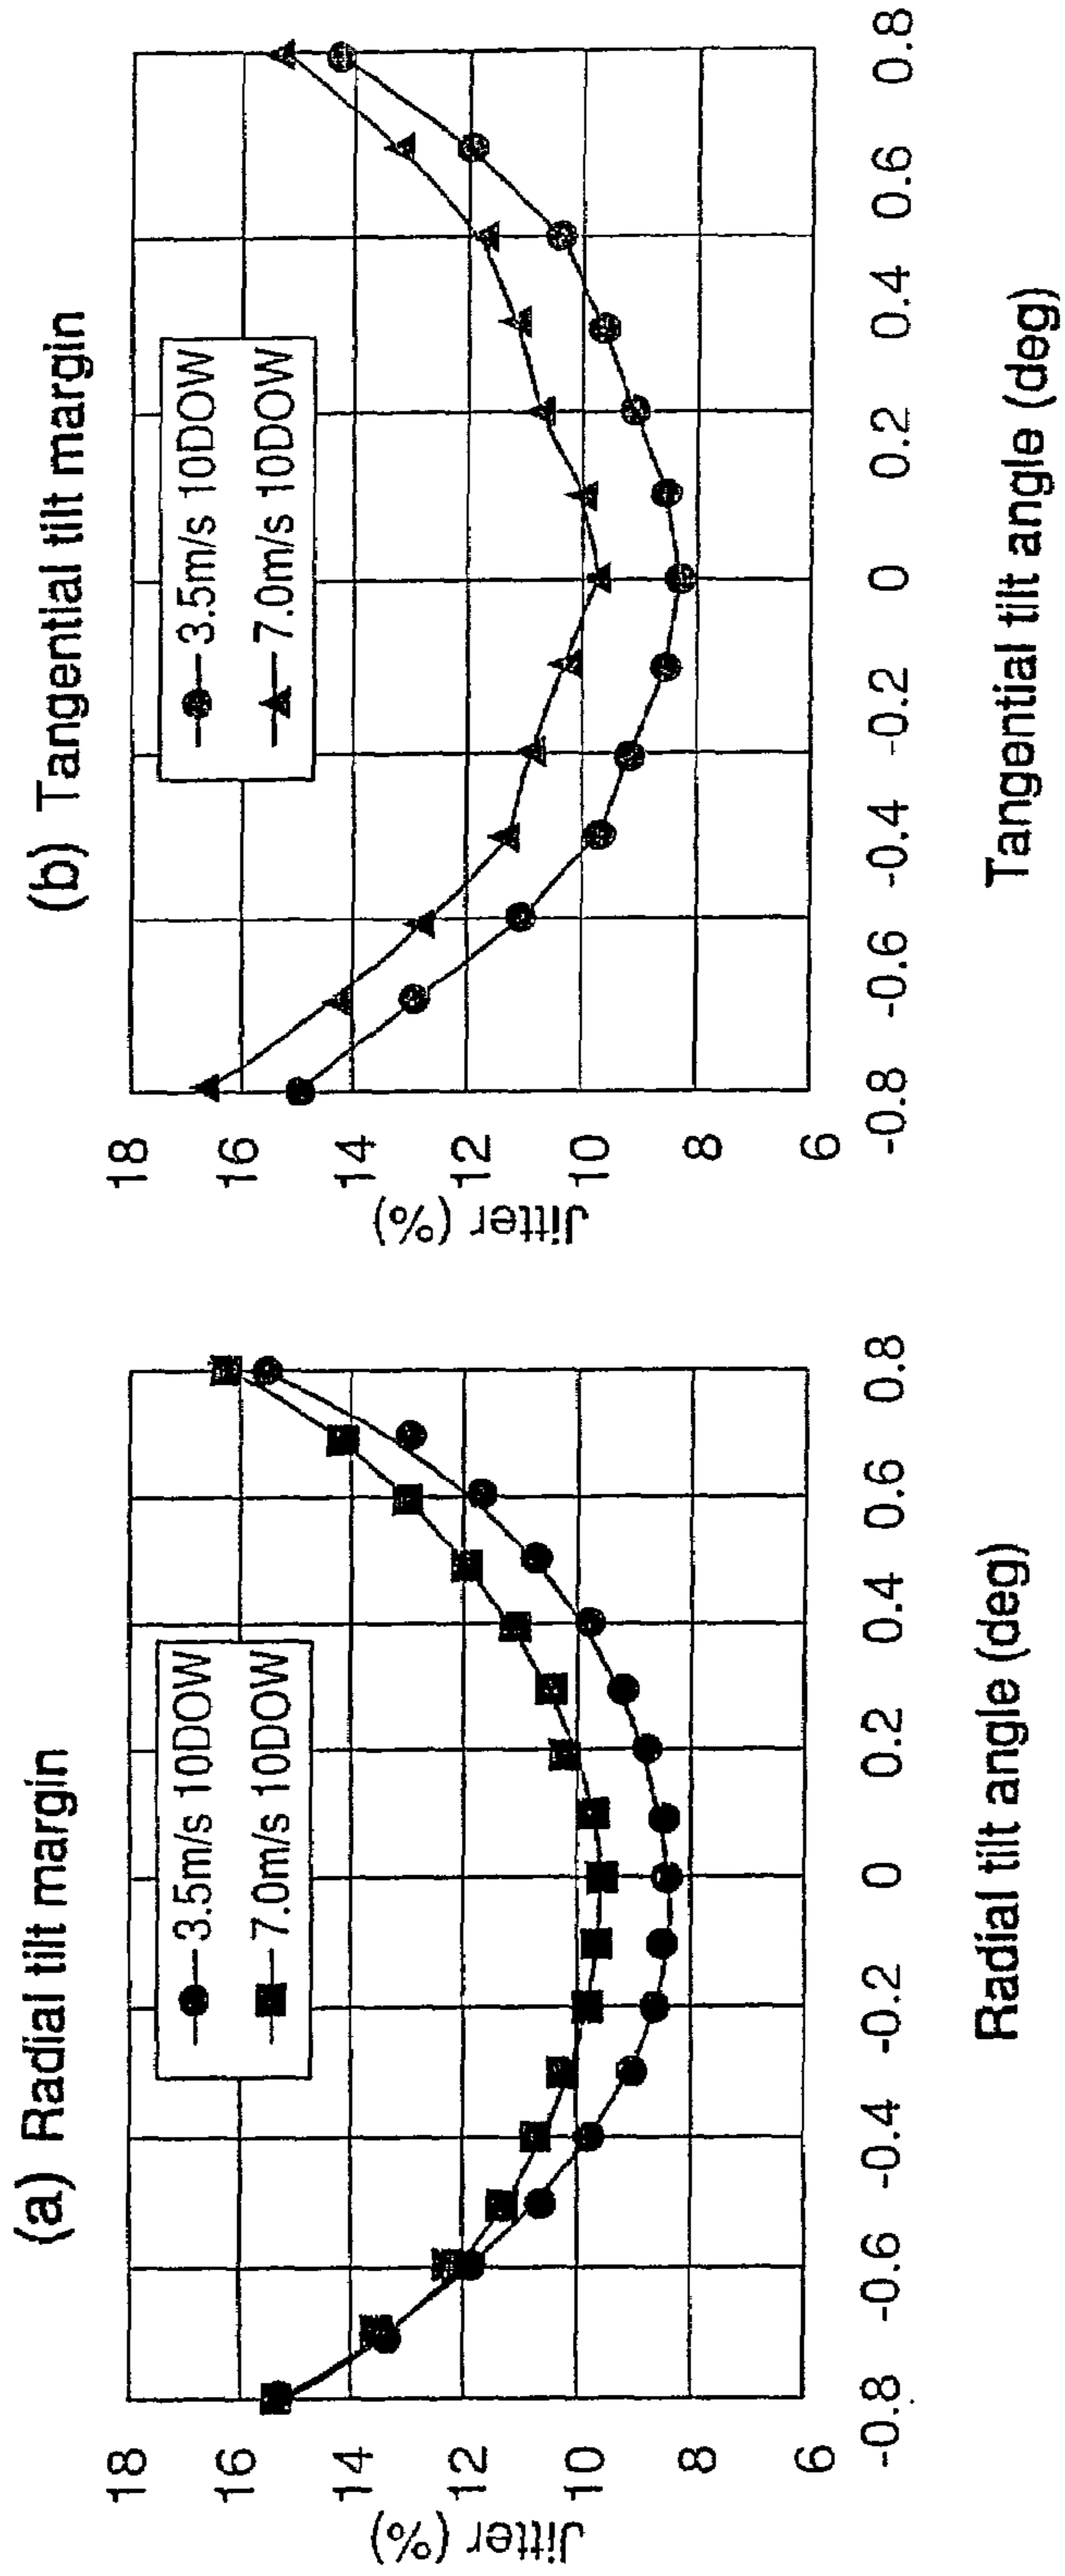 (a) Radial tilt margin
3.5m/s 10DOW
7.0m/s 10DOW
18
16
14
12
10
8
6
Jitter (%)
-0.8 -0.6 -0.4 -0.2 0 0.2 0.4 0.6 0.8
Radial tilt angle (deg)
(b) Tangential tilt margin
3.5m/s 10DOW
7.0m/s 10DOW
18
16
14
12
10
8
6
Jitter (%)
-0.8 -0.6 -0.4 -0.2 0 0.2 0.4 0.6 0.8
Tangential tilt angle (deg)